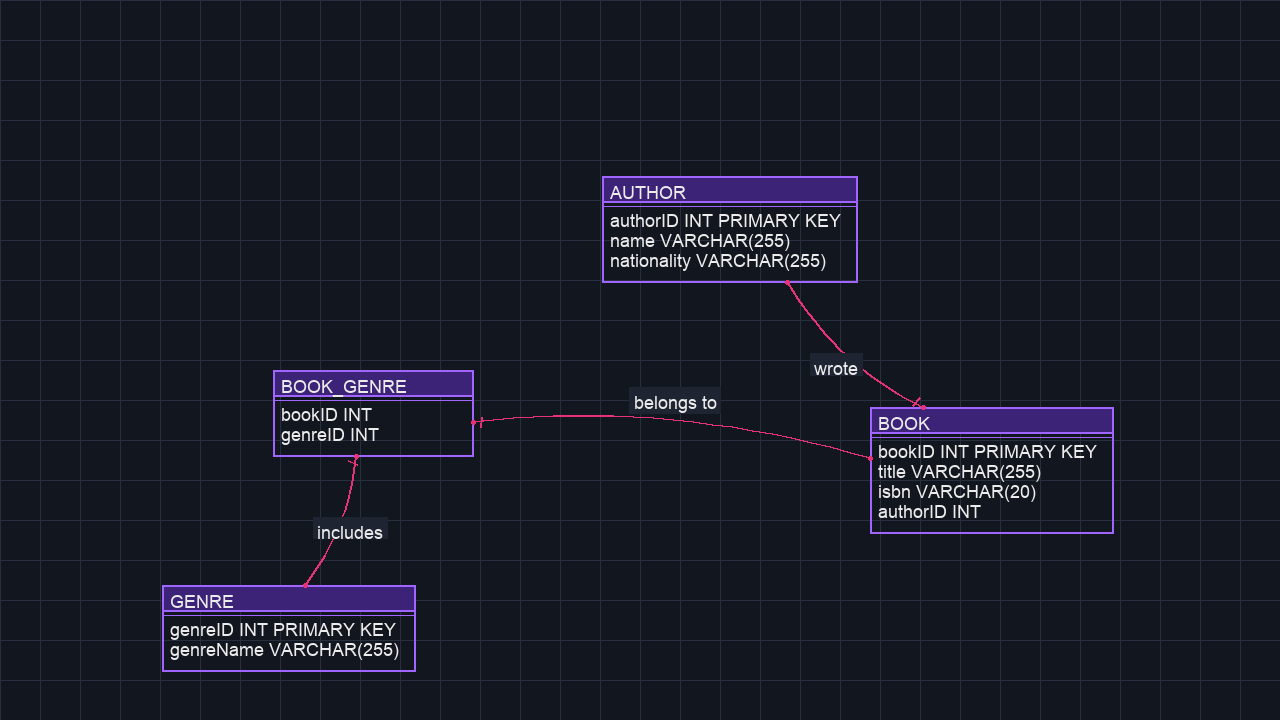 AUTHOR
authorID INT PRIMARY KEY
name VARCHAR(255)
nationality VARCHAR(255)
wrote
BOOK_GENRE
bookID INT
genreID INT
belongs to
BOOK
bookID INT PRIMARY KEY
title VARCHAR(255)
isbn VARCHAR(20)
authorID INT
includes
GENRE
genreID INT PRIMARY KEY
genreName VARCHAR(255)